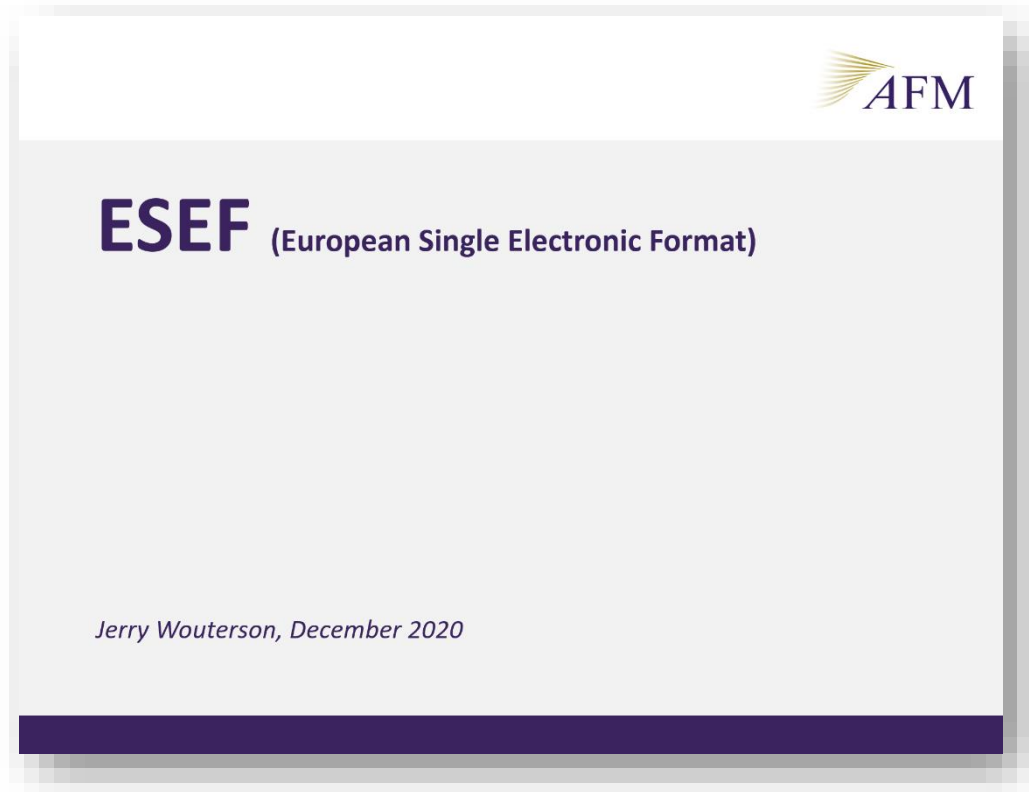 AFM
ESEF (European Single Electronic Format)
Jerry Wouterson, December 2020